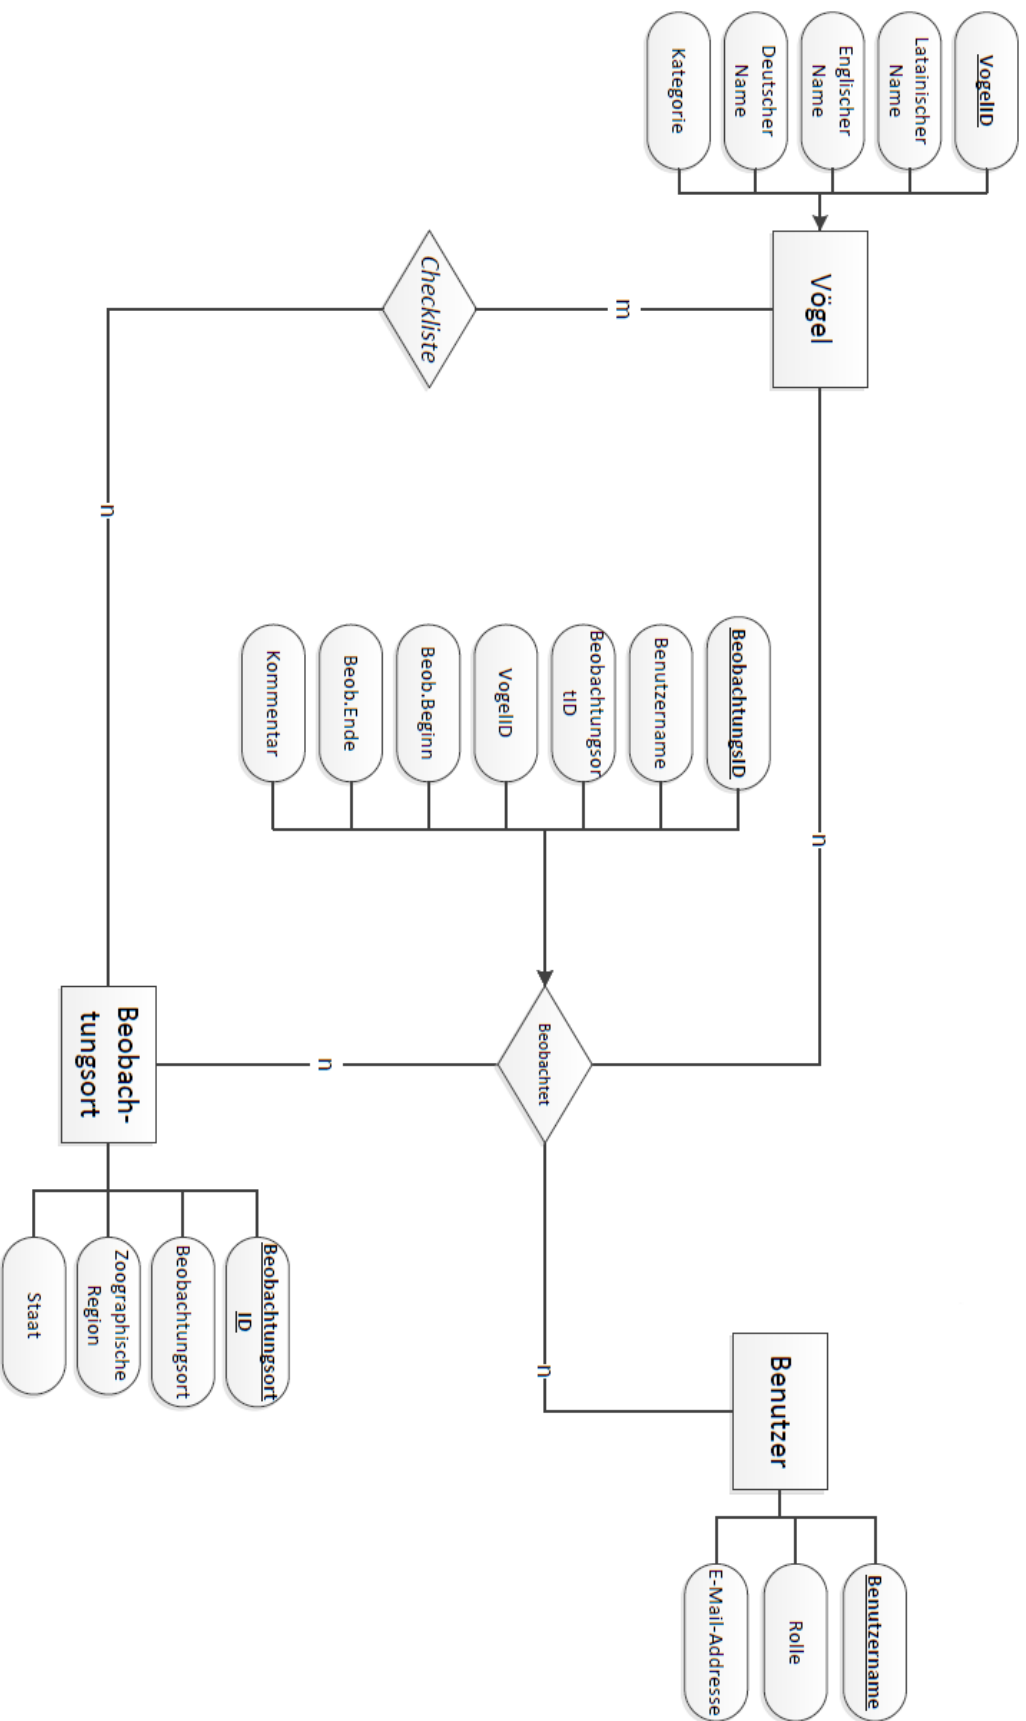 VogelID
Latainischer
Name
Englischer
Name
Deutscher
Name
Kategorie
Vögel
m
Checkliste
n
n
BeobachtungsID
Benutzername
Beobachtungsor
tID
VogelID
Beob.Beginn
Beob.Ende
Kommentar
Beobachtet
n
Beobach-
tungsort
n
Benutzer
Beobachtungsort
ID
Beobachtungsort
Zoographische
Region
Staat
Benutzername
Rolle
E-Mail-Addresse